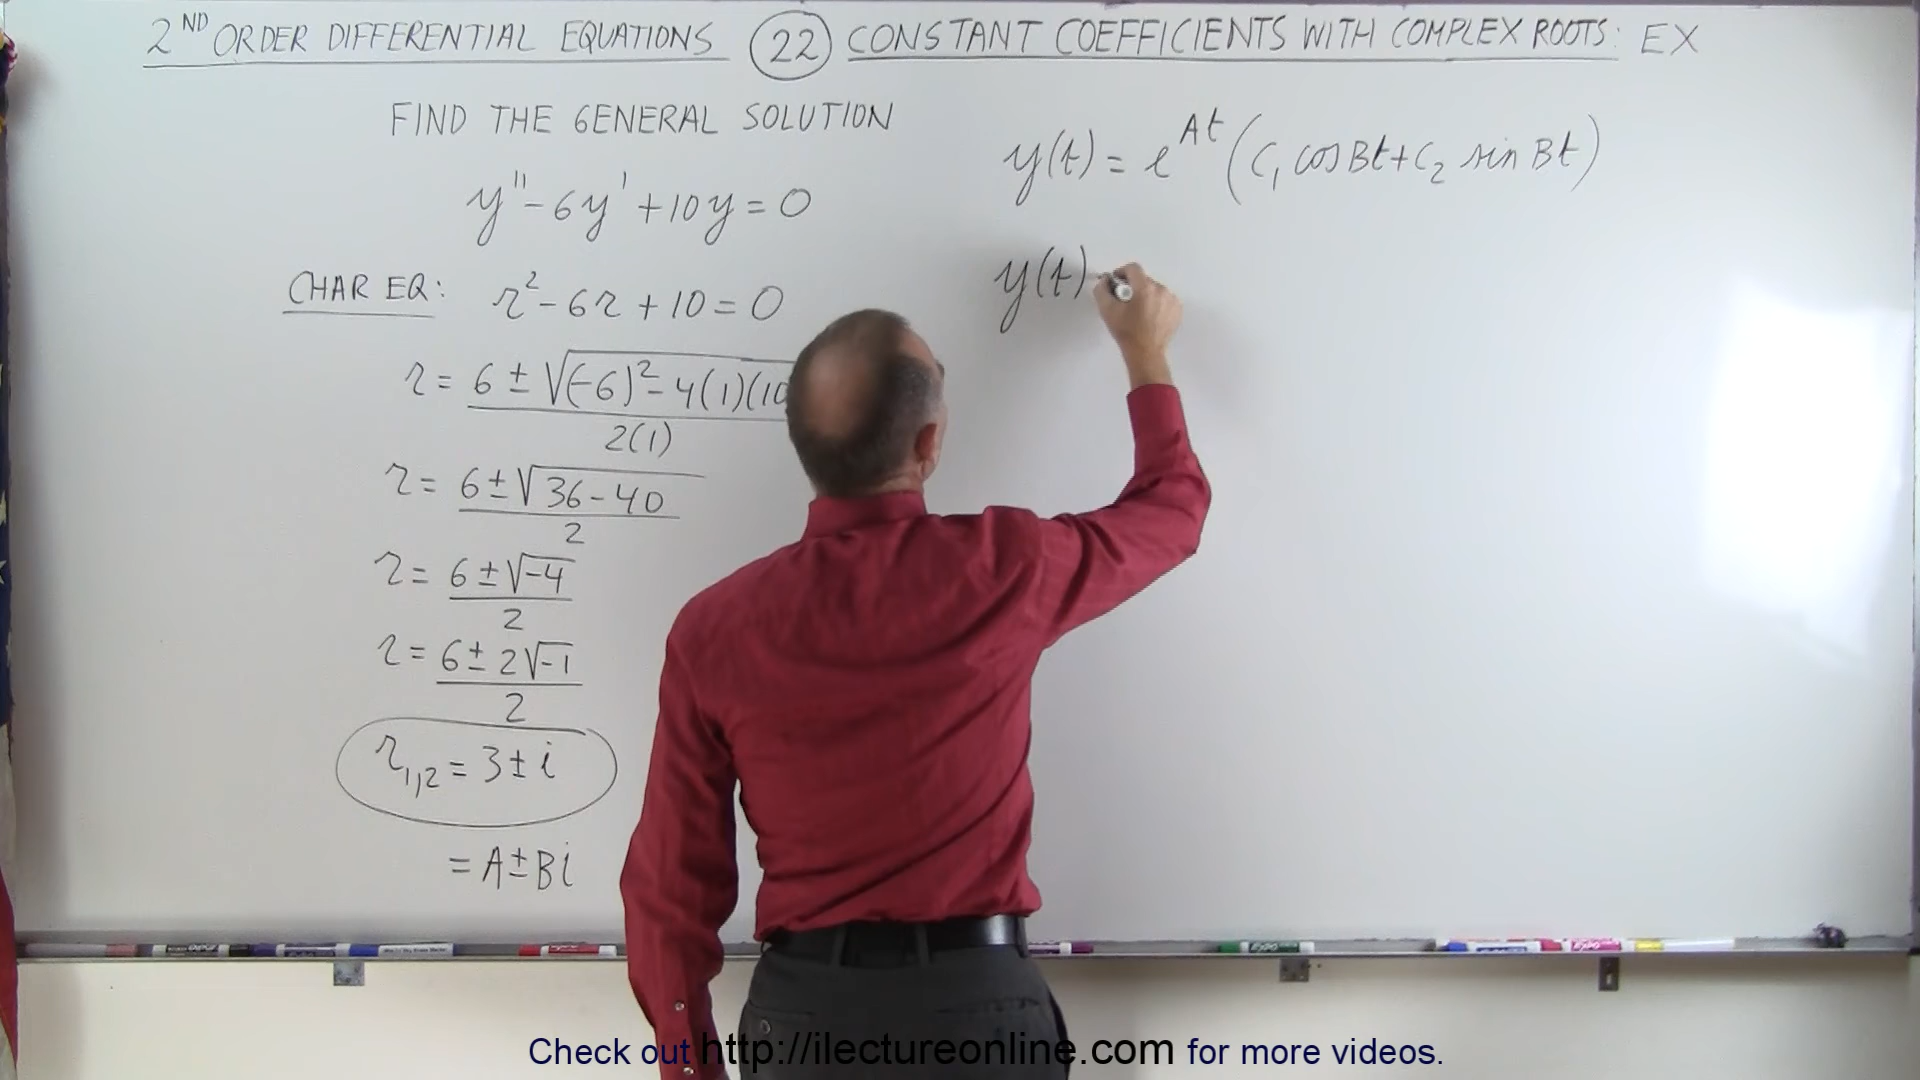 2ND ORDER DIFFERENTIAL EQUATIONS 22 CONSTANT COEFFICIENTS WITH COMPLEX ROOTS: EX
FIND THE GENERAL SOLUTION
y'' - 6y' + 10y = 0
CHAR EQ: r² - 6r + 10 = 0
r = 6 ± √(-6)² - 4(1)(10
2(1)
r = 6 ± √36 - 40
2
r = 6 ± √-4
2
r = 6 ± 2√-1
2
r₁,₂ = 3 ± i
= A ± Bi
y(t) = e^At (C₁ cos Bt + C₂ sin Bt)
y(t)
Check out http://ilectureonline.com for more videos.